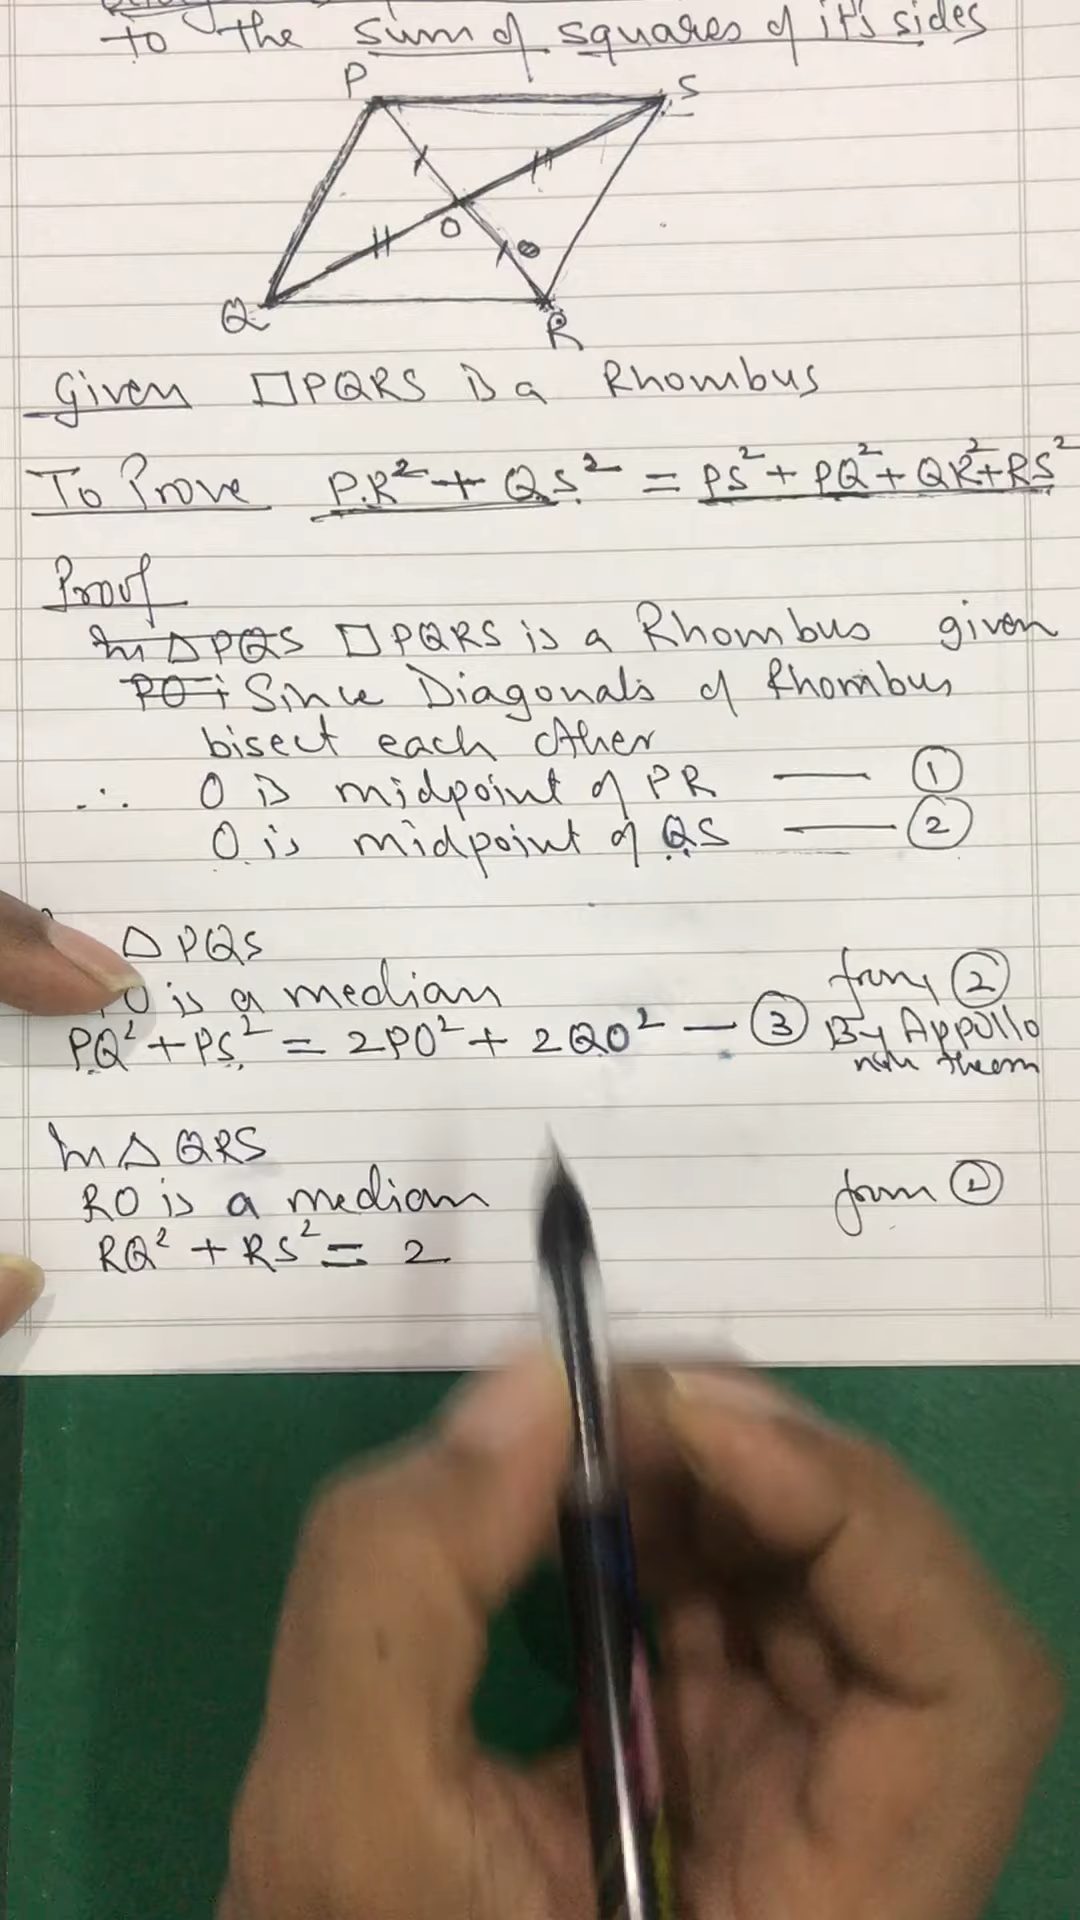 to the sum of squares of it's sides
P
S
O
Q
R
Given □PQRS is a Rhombus
To Prove PR² + QS² = PS² + PQ² + QR² + RS²
Proof
In △PQS □PQRS is a Rhombus given
PO i Since Diagonals of Rhombus
bisect each other
∴ O is midpoint of PR — ①
O is midpoint of QS — ②
△ PQS
O is a median from ②
PQ² + PS² = 2PO² + 2QO² — ③ By Appollo
theom
In △ QRS
RO is a median from ②
RQ² + RS² = 2